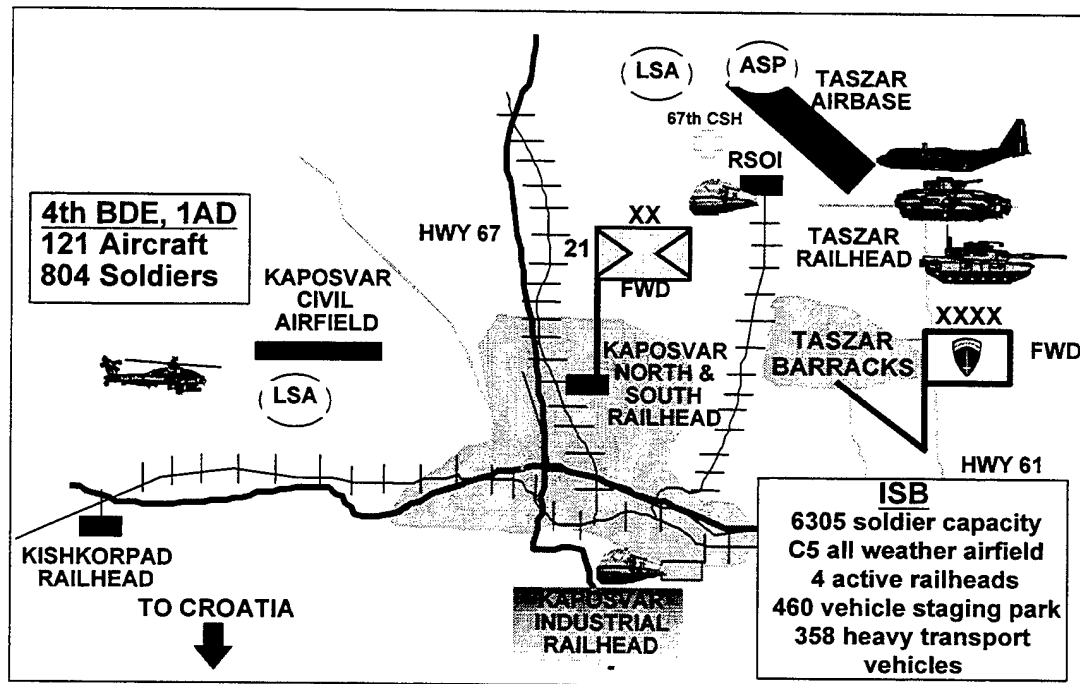 LSA
ASP
TASZAR
AIRBASE
67th CSH
RSOI
4th BDE, 1AD
121 Aircraft
804 Soldiers
HWY 67
XX
21
FWD
TASZAR
RAILHEAD
KAPOSVAR
CIVIL
AIRFIELD
LSA
KAPOSVAR
NORTH &
SOUTH
RAILHEAD
XXXX
TASZAR
BARRACKS
FWD
HWY 61
KISHKORPAD
RAILHEAD
TO CROATIA
KAPOSVAR
INDUSTRIAL
RAILHEAD
ISB
6305 soldier capacity
C5 all weather airfield
4 active railheads
460 vehicle staging park
358 heavy transport
vehicles